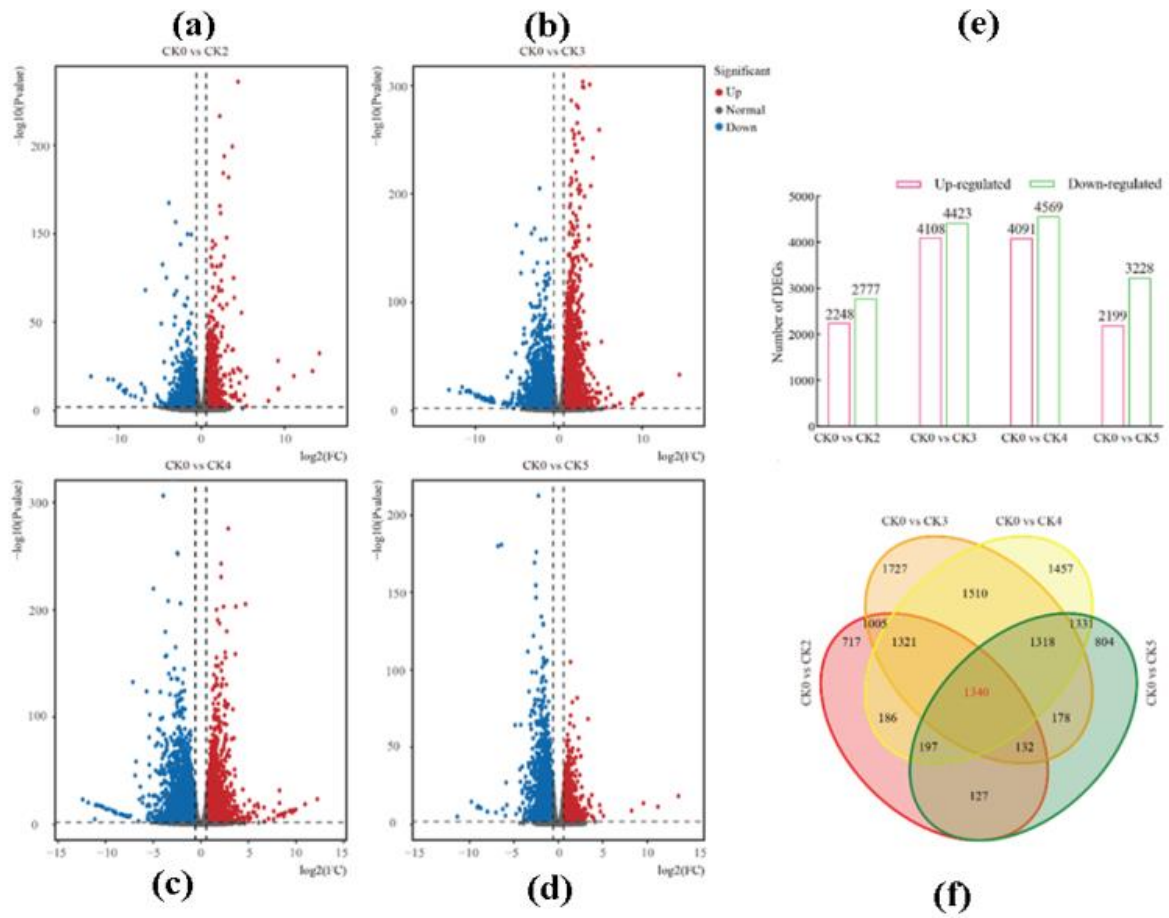 (a)
(b)
(e)
CK0 vs CK2
CK0 vs CK3
−log10(Pvalue)
200
150
50
0
−10
0
10
log2(FC)
−log10(Pvalue)
300
200
100
0
−10
0
10
log2(FC)
Significant
Up
Normal
Down
Up-regulated
Down-regulated
Number of DEGs
5000
4000
3000
2000
1000
0
2248
2777
4108
4423
4091
4569
2199
3228
CK0 vs CK2
CK0 vs CK3
CK0 vs CK4
CK0 vs CK5
CK0 vs CK4
CK0 vs CK5
−log10(Pvalue)
300
200
100
0
−15
−10
−5
0
5
10
15
log2(FC)
−log10(Pvalue)
200
150
100
50
0
−15
−10
−5
0
5
10
15
log2(FC)
CK0 vs CK3
CK0 vs CK4
CK0 vs CK2
CK0 vs CK5
1727
1457
1510
1005
1331
717
1321
1318
804
1340
186
178
197
132
127
(c)
(d)
(f)